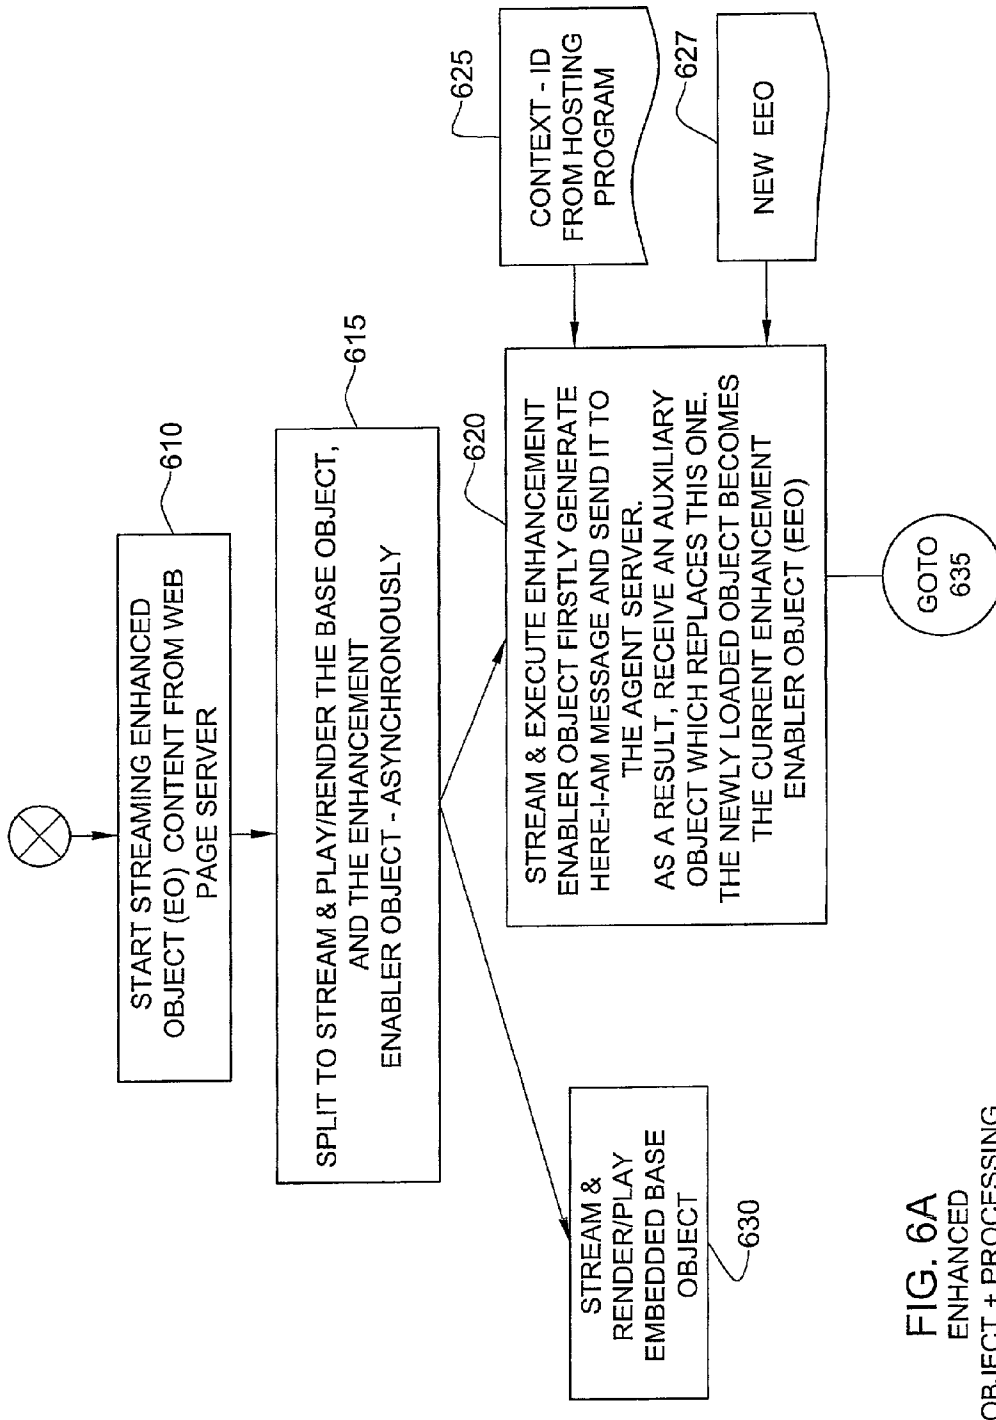 START STREAMING ENHANCED
OBJECT (EO) CONTENT FROM WEB
PAGE SERVER
610
SPLIT TO STREAM & PLAY/RENDER THE BASE OBJECT,
AND THE ENHANCEMENT
ENABLER OBJECT - ASYNCHRONOUSLY
615
STREAM &
RENDER/PLAY
EMBEDDED BASE
OBJECT
630
STREAM & EXECUTE ENHANCEMENT
ENABLER OBJECT FIRSTLY GENERATE
HERE-I-AM MESSAGE AND SEND IT TO
THE AGENT SERVER.
AS A RESULT, RECEIVE AN AUXILIARY
OBJECT WHICH REPLACES THIS ONE.
THE NEWLY LOADED OBJECT BECOMES
THE CURRENT ENHANCEMENT
ENABLER OBJECT (EEO)
620
CONTEXT - ID
FROM HOSTING
PROGRAM
625
NEW EEO
627
GOTO
635
FIG. 6A
ENHANCED
OBJECT + PROCESSING